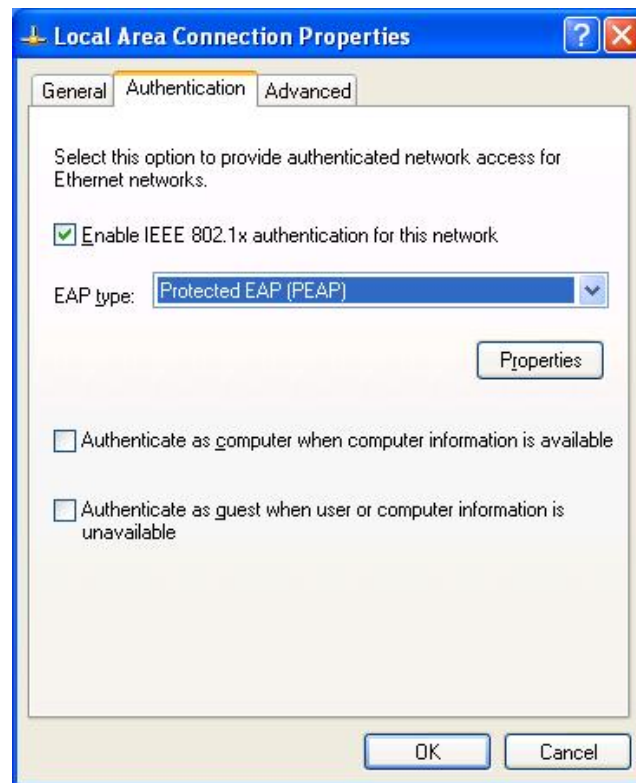 Local Area Connection Properties
General Authentication Advanced
Select this option to provide authenticated network access for
Ethernet networks.
Enable IEEE 802.1x authentication for this network
EAP type: Protected EAP (PEAP)
Properties
Authenticate as computer when computer information is available
Authenticate as guest when user or computer information is
unavailable
OK Cancel